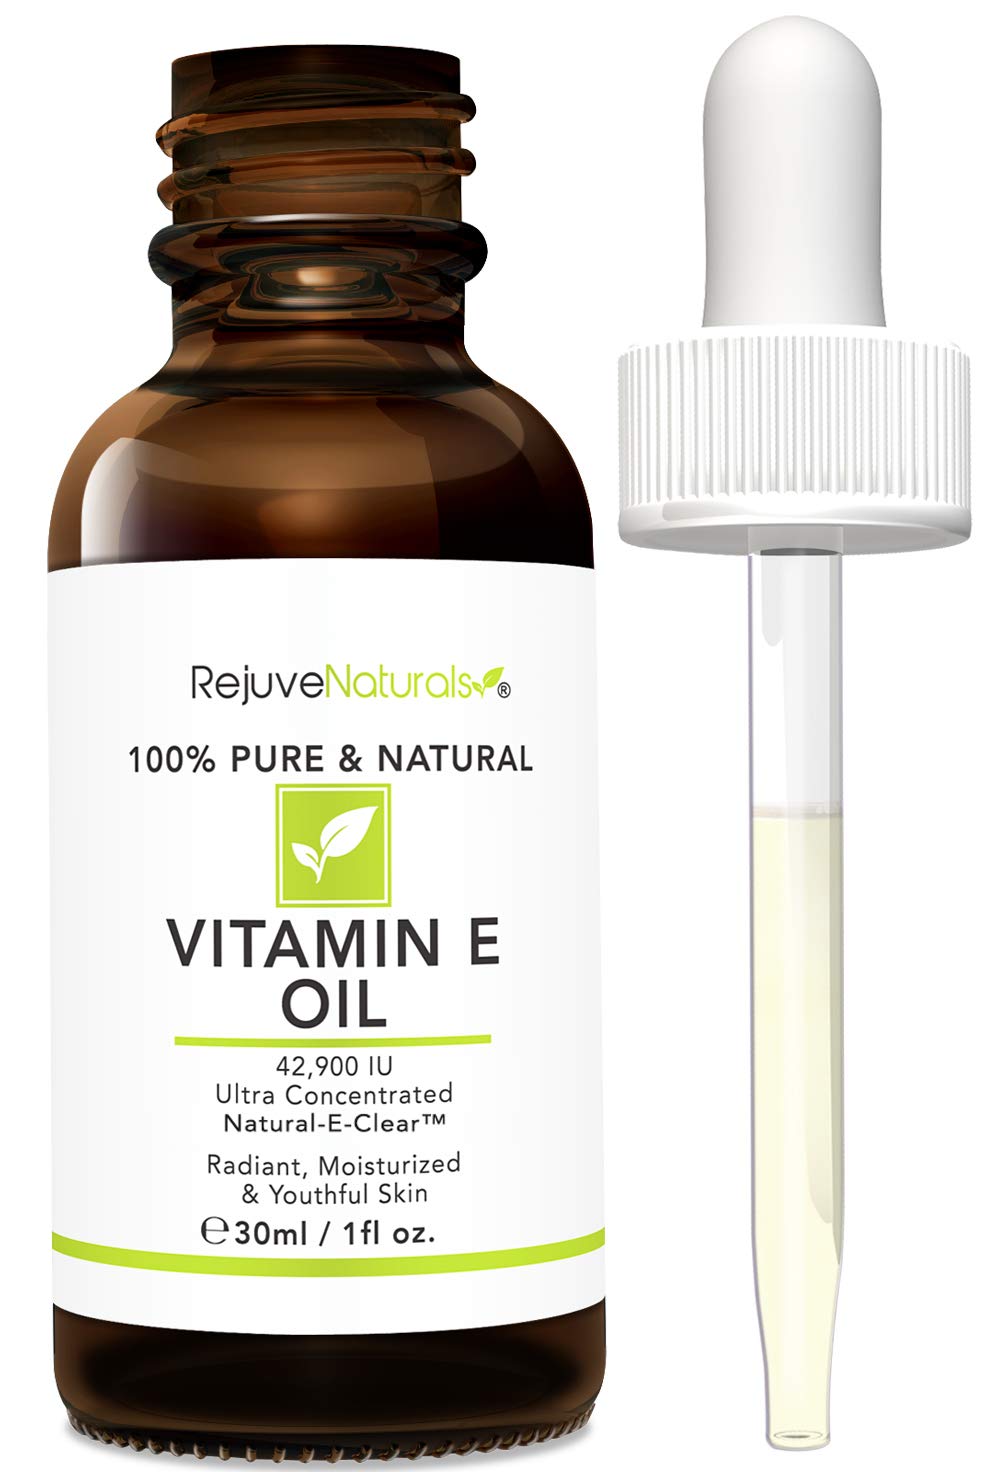 RejuveNaturals®
100% PURE & NATURAL
VITAMIN E
OIL
42,900 IU
Ultra Concentrated
Natural-E-Clear™
Radiant, Moisturized
& Youthful Skin
℮30ml / 1fl oz.